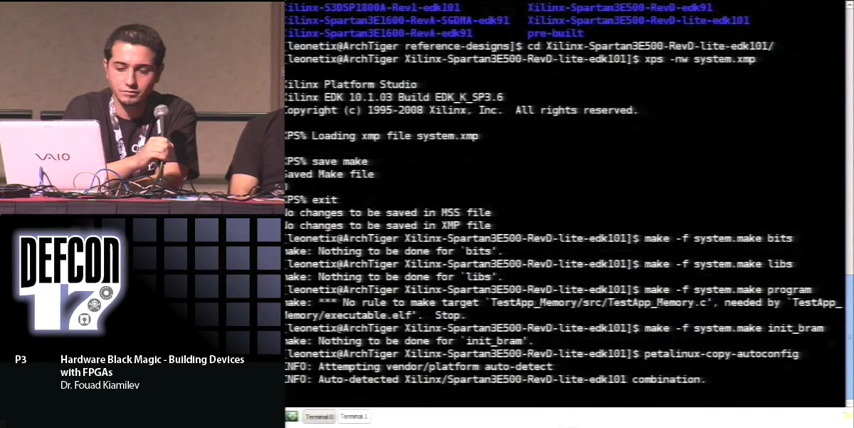 VAIO
DEFCON
17
P3 Hardware Black Magic - Building Devices
with FPGAs
Dr. Fouad Kiamilev
Xilinx-S3DSP1800A-Rev1-edk101 Xilinx-Spartan3E500-RevD-edk91
Xilinx-Spartan3E1600-RevA-SGDMA-edk91 Xilinx-Spartan3E500-RevD-lite-edk101
Xilinx-Spartan3E1600-RevA-edk91 pre-built
[leonetix@ArchTiger reference-designs]$ cd Xilinx-Spartan3E500-RevD-lite-edk101/
[leonetix@ArchTiger Xilinx-Spartan3E500-RevD-lite-edk101]$ xps -nw system.xmp
Xilinx Platform Studio
Xilinx EDK 10.1.03 Build EDK_K_SP3.6
Copyright (c) 1995-2008 Xilinx, Inc. All rights reserved.
XPS% Loading xmp file system.xmp
XPS% save make
Saved Make file
0
XPS% exit
No changes to be saved in MSS file
No changes to be saved in XMP file
[leonetix@ArchTiger Xilinx-Spartan3E500-RevD-lite-edk101]$ make -f system.make bits
make: Nothing to be done for `bits'.
[leonetix@ArchTiger Xilinx-Spartan3E500-RevD-lite-edk101]$ make -f system.make libs
make: Nothing to be done for `libs'.
[leonetix@ArchTiger Xilinx-Spartan3E500-RevD-lite-edk101]$ make -f system.make program
make: *** No rule to make target `TestApp_Memory/src/TestApp_Memory.c', needed by `TestApp_
Memory/executable.elf'. Stop.
[leonetix@ArchTiger Xilinx-Spartan3E500-RevD-lite-edk101]$ make -f system.make init_bram
make: Nothing to be done for `init_bram'.
[leonetix@ArchTiger Xilinx-Spartan3E500-RevD-lite-edk101]$ petalinux-copy-autoconfig
INFO: Attempting vendor/platform auto-detect
INFO: Auto-detected Xilinx/Spartan3E500-RevD-lite-edk101 combination.
Terminal 0 Terminal 1